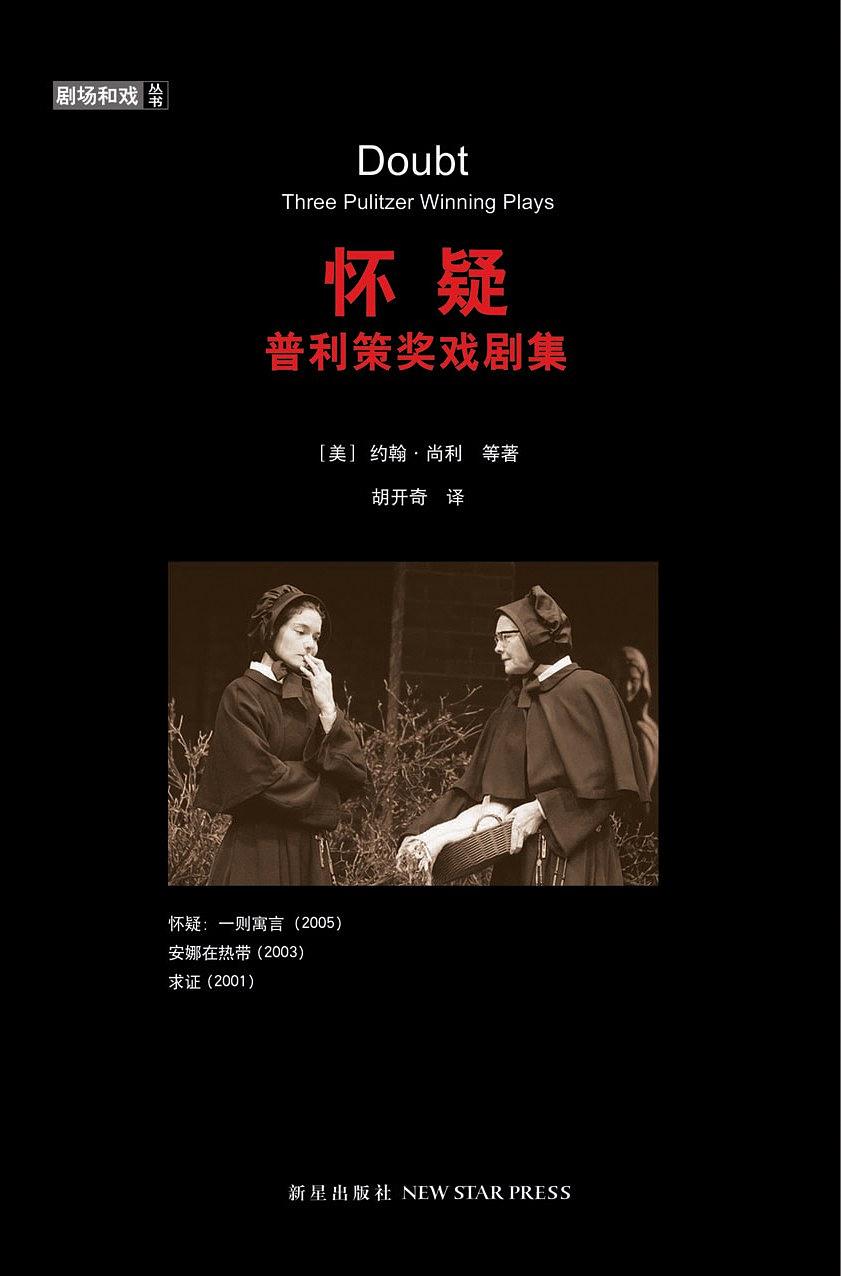 剧场和戏丛书
Doubt
Three Pulitzer Winning Plays
怀疑
普利策奖戏剧集
[美] 约翰·尚利 等著
胡开奇 译
怀疑：一则寓言（2005）
安娜在热带（2003）
求证（2001）
新星出版社 NEW STAR PRESS